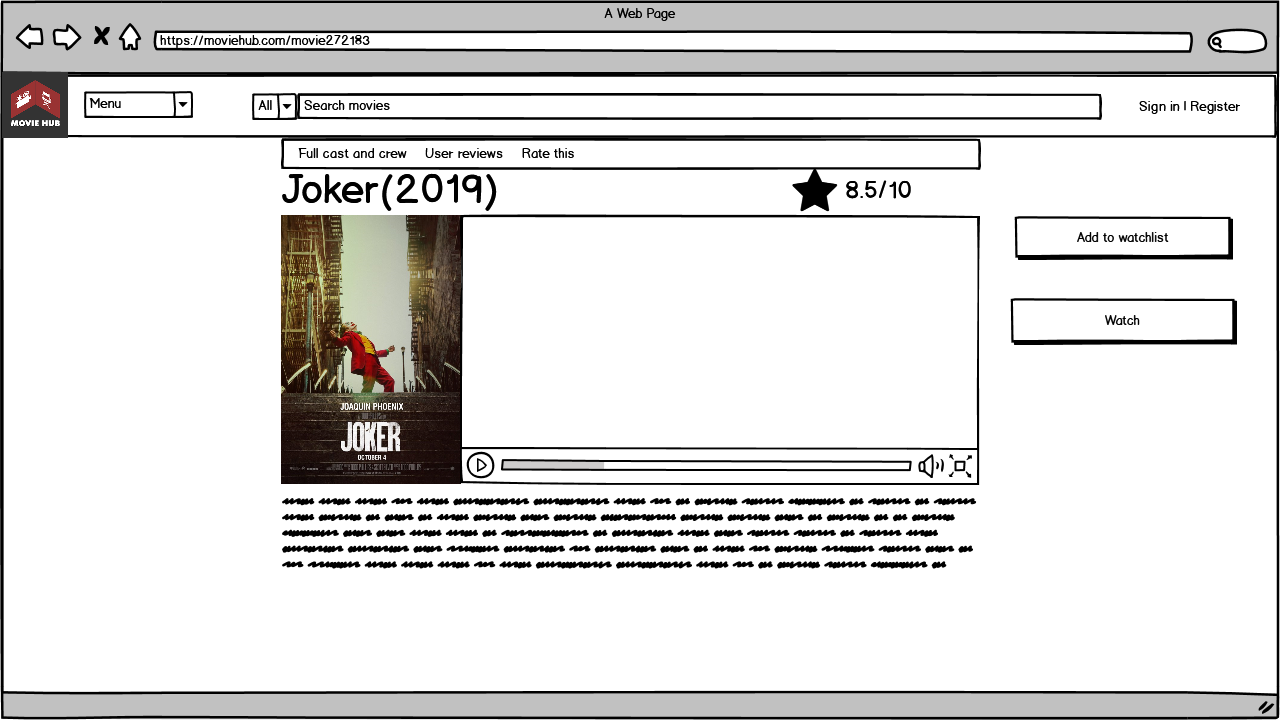 A Web Page
https://moviehub.com/movie272183
MOVIE HUB
Menu
All
Search movies
Sign in | Register
Full cast and crew User reviews Rate this
Joker(2019)
8.5/10
Add to watchlist
Watch
JOAQUIN PHOENIX
JOKER
OCTOBER 4